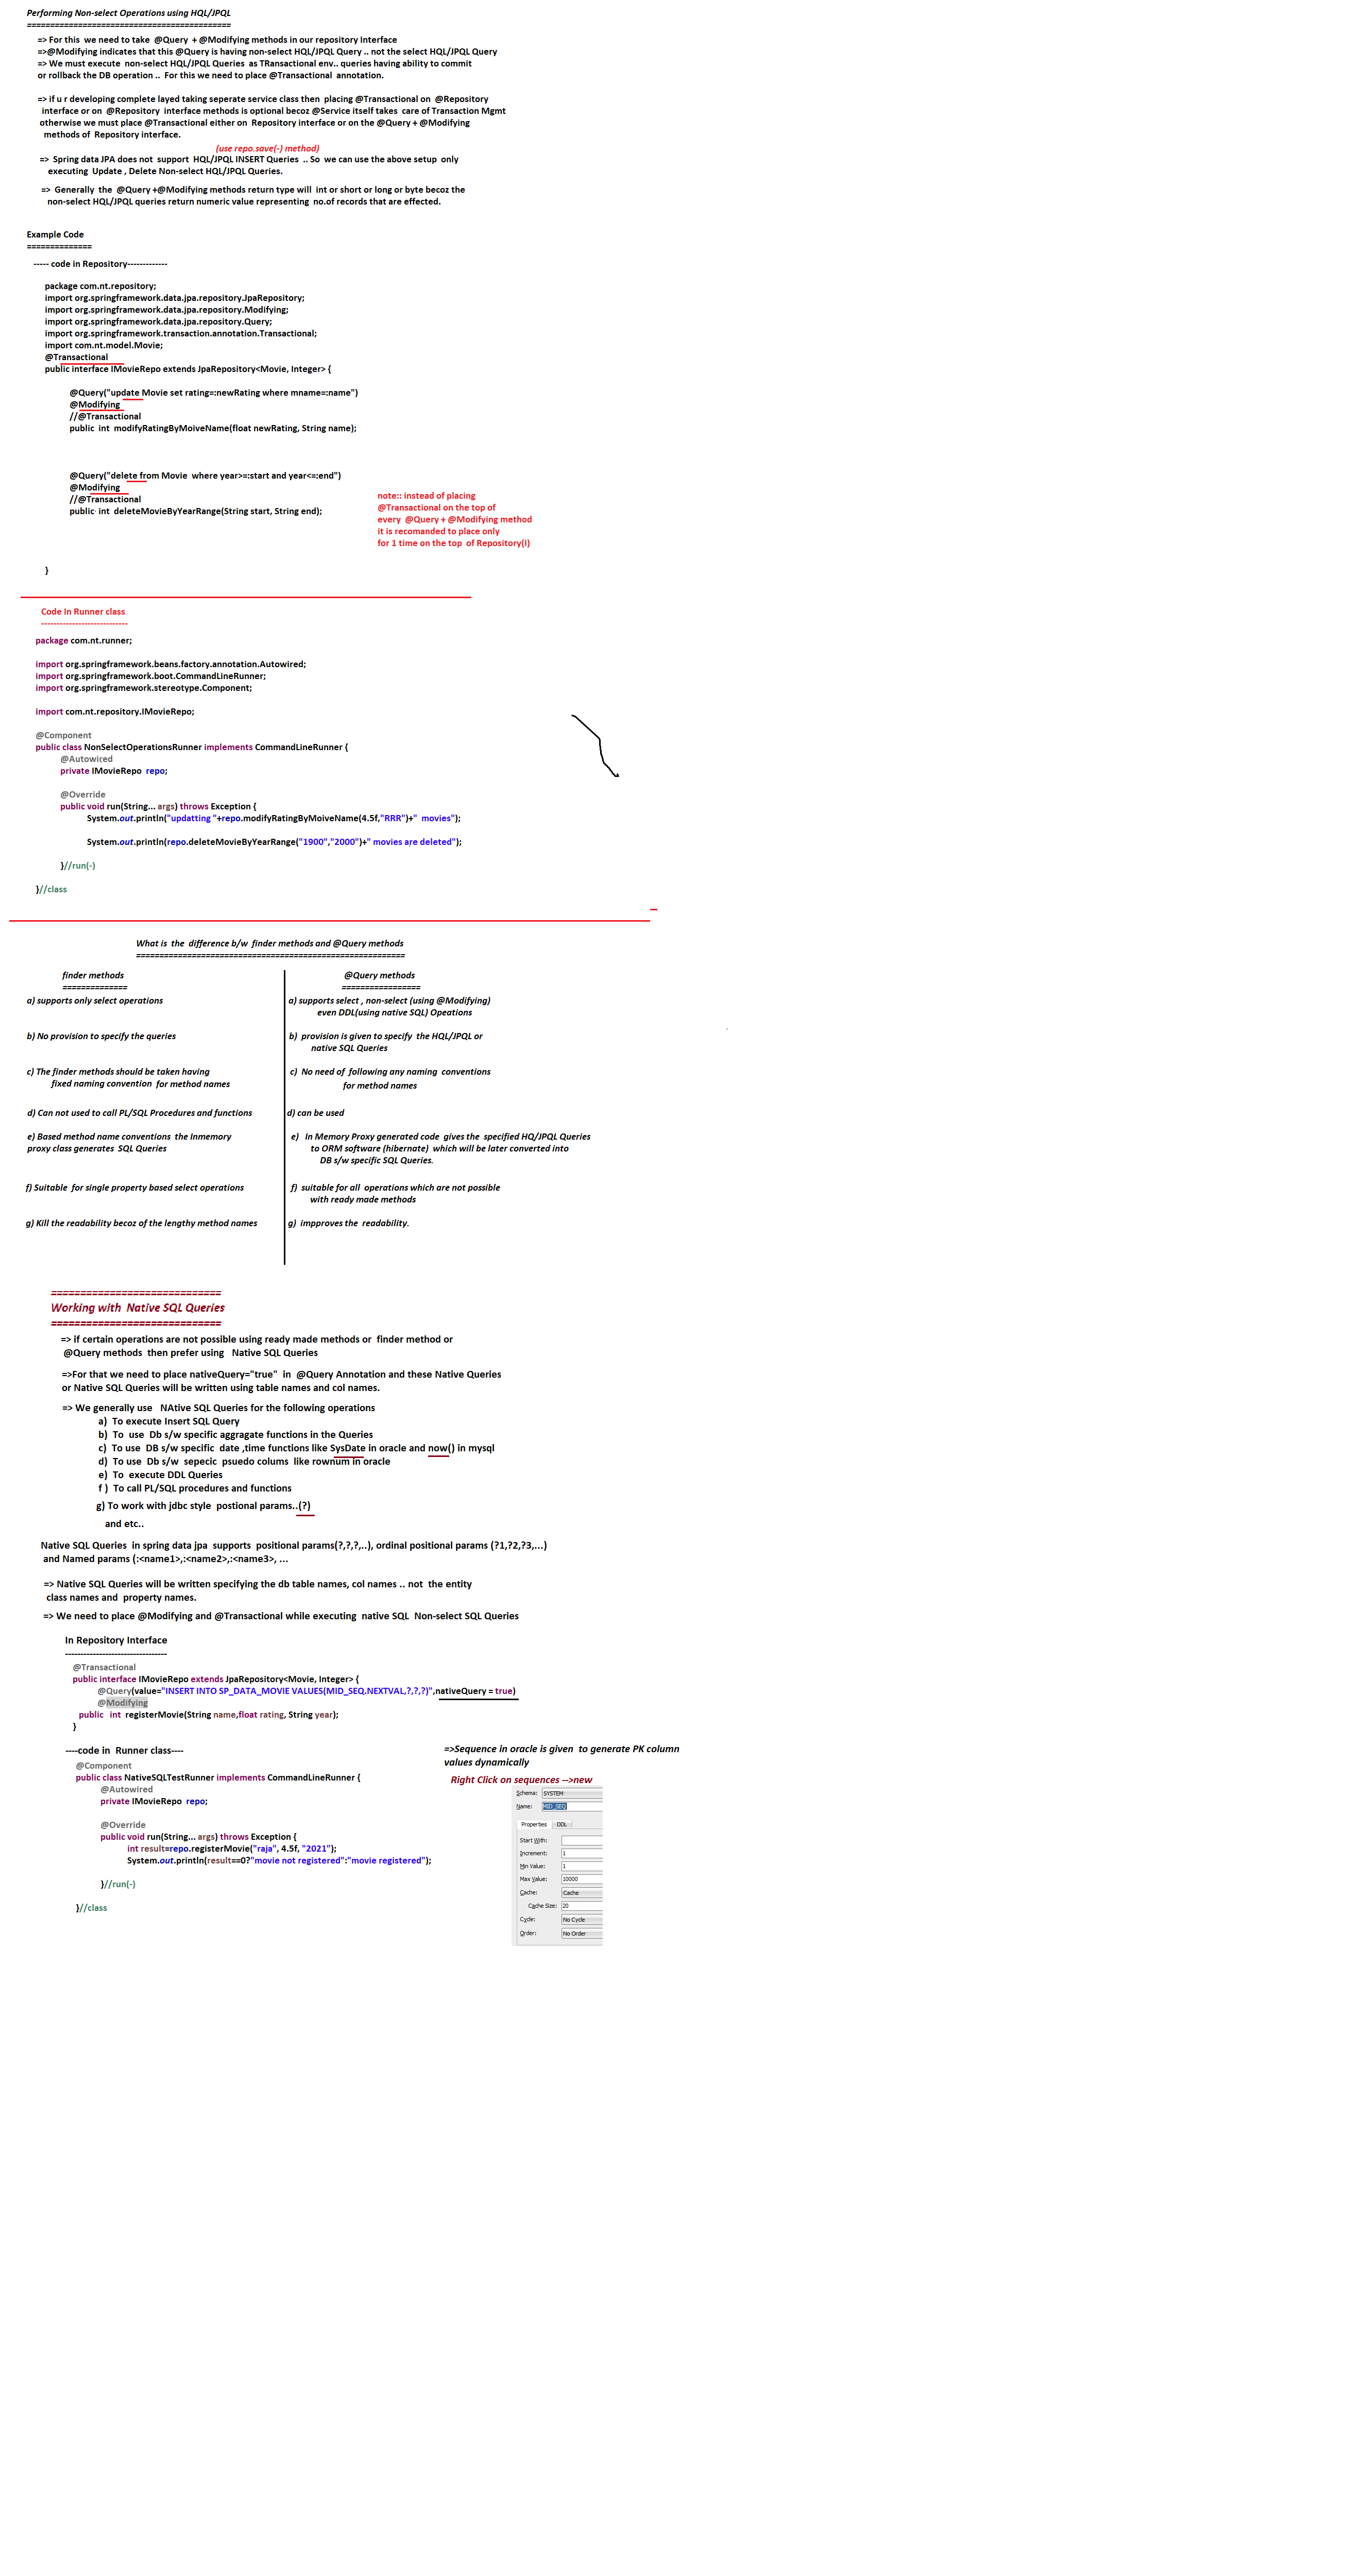 Performing Non-select Operations using HQL/JPQL
============================================
=> For this we need to take @Query + @Modifying methods in our repository Interface
=>@Modifying indicates that this @Query is having non-select HQL/JPQL Query .. not the select HQL/JPQL Query
=> We must execute non-select HQL/JPQL Queries as TRansactional env.. queries having ability to commit
or rollback the DB operation .. For this we need to place @Transactional annotation.
=> if u r developing complete layed taking seperate service class then placing @Transactional on @Repository
interface or on @Repository interface methods is optional becoz @Service itself takes care of Transaction Mgmt
otherwise we must place @Transactional either on Repository interface or on the @Query + @Modifying
methods of Repository interface.
(use repo.save(-) method)
=> Spring data JPA does not support HQL/JPQL INSERT Queries .. So we can use the above setup only
executing Update , Delete Non-select HQL/JPQL Queries.
=> Generally the @Query +@Modifying methods return type will int or short or long or byte becoz the
non-select HQL/JPQL queries return numeric value representing no.of records that are effected.
Example Code
==============
----- code in Repository-------------
package com.nt.repository;
import org.springframework.data.jpa.repository.JpaRepository;
import org.springframework.data.jpa.repository.Modifying;
import org.springframework.data.jpa.repository.Query;
import org.springframework.transaction.annotation.Transactional;
import com.nt.model.Movie;
@Transactional
public interface IMovieRepo extends JpaRepository<Movie, Integer> {
@Query("update Movie set rating=:newRating where mname=:name")
@Modifying
//@Transactional
public int modifyRatingByMoiveName(float newRating, String name);
@Query("delete from Movie where year>=:start and year<=:end")
@Modifying
//@Transactional
public int deleteMovieByYearRange(String start, String end);
note:: instead of placing
@Transactional on the top of
every @Query + @Modifying method
it is recomanded to place only
for 1 time on the top of Repository(I)
}
Code In Runner class
----------------------------
package com.nt.runner;
import org.springframework.beans.factory.annotation.Autowired;
import org.springframework.boot.CommandLineRunner;
import org.springframework.stereotype.Component;
import com.nt.repository.IMovieRepo;
@Component
public class NonSelectOperationsRunner implements CommandLineRunner {
@Autowired
private IMovieRepo repo;
@Override
public void run(String... args) throws Exception {
System.out.println("updatting "+repo.modifyRatingByMoiveName(4.5f,"RRR")+" movies");
System.out.println(repo.deleteMovieByYearRange("1900","2000")+" movies are deleted");
}//run(-)
}//class
What is the difference b/w finder methods and @Query methods
==========================================================
finder methods
==============
a) supports only select operations
b) No provision to specify the queries
c) The finder methods should be taken having
fixed naming convention for method names
d) Can not used to call PL/SQL Procedures and functions
e) Based method name conventions the Inmemory
proxy class generates SQL Queries
f) Suitable for single property based select operations
g) Kill the readability becoz of the lengthy method names
@Query methods
=================
a) supports select , non-select (using @Modifying)
even DDL(using native SQL) Opeations
b) provision is given to specify the HQL/JPQL or
native SQL Queries
c) No need of following any naming conventions
for method names
d) can be used
e) In Memory Proxy generated code gives the specified HQ/JPQL Queries
to ORM software (hibernate) which will be later converted into
DB s/w specific SQL Queries.
f) suitable for all operations which are not possible
with ready made methods
g) impproves the readability.
=============================
Working with Native SQL Queries
=============================
=> if certain operations are not possible using ready made methods or finder method or
@Query methods then prefer using Native SQL Queries
=>For that we need to place nativeQuery="true" in @Query Annotation and these Native Queries
or Native SQL Queries will be written using table names and col names.
=> We generally use NAtive SQL Queries for the following operations
a) To execute Insert SQL Query
b) To use Db s/w specific aggragate functions in the Queries
c) To use DB s/w specific date ,time functions like SysDate in oracle and now() in mysql
d) To use Db s/w sepecic psuedo colums like rownum in oracle
e) To execute DDL Queries
f ) To call PL/SQL procedures and functions
g) To work with jdbc style postional params..(?)
and etc..
Native SQL Queries in spring data jpa supports positional params(?,?,?,..), ordinal positional params (?1,?2,?3,...)
and Named params (:<name1>,:<name2>,:<name3>, ...
=> Native SQL Queries will be written specifying the db table names, col names .. not the entity
class names and property names.
=> We need to place @Modifying and @Transactional while executing native SQL Non-select SQL Queries
In Repository Interface
----------------------------------
@Transactional
public interface IMovieRepo extends JpaRepository<Movie, Integer> {
@Query(value="INSERT INTO SP_DATA_MOVIE VALUES(MID_SEQ.NEXTVAL,?,?,?)",nativeQuery = true)
@Modifying
public int registerMovie(String name,float rating, String year);
}
----code in Runner class----
@Component
public class NativeSQLTestRunner implements CommandLineRunner {
@Autowired
private IMovieRepo repo;
@Override
public void run(String... args) throws Exception {
int result=repo.registerMovie("raja", 4.5f, "2021");
System.out.println(result==0?"movie not registered":"movie registered");
}//run(-)
}//class
=>Sequence in oracle is given to generate PK column
values dynamically
Right Click on sequences -->new
Schema: SYSTEM
Name: MID_SEQ
Properties DDL
Start With:
Increment: 1
Min Value: 1
Max Value: 10000
Cache: Cache
Cache Size: 20
Cycle: No Cycle
Order: No Order